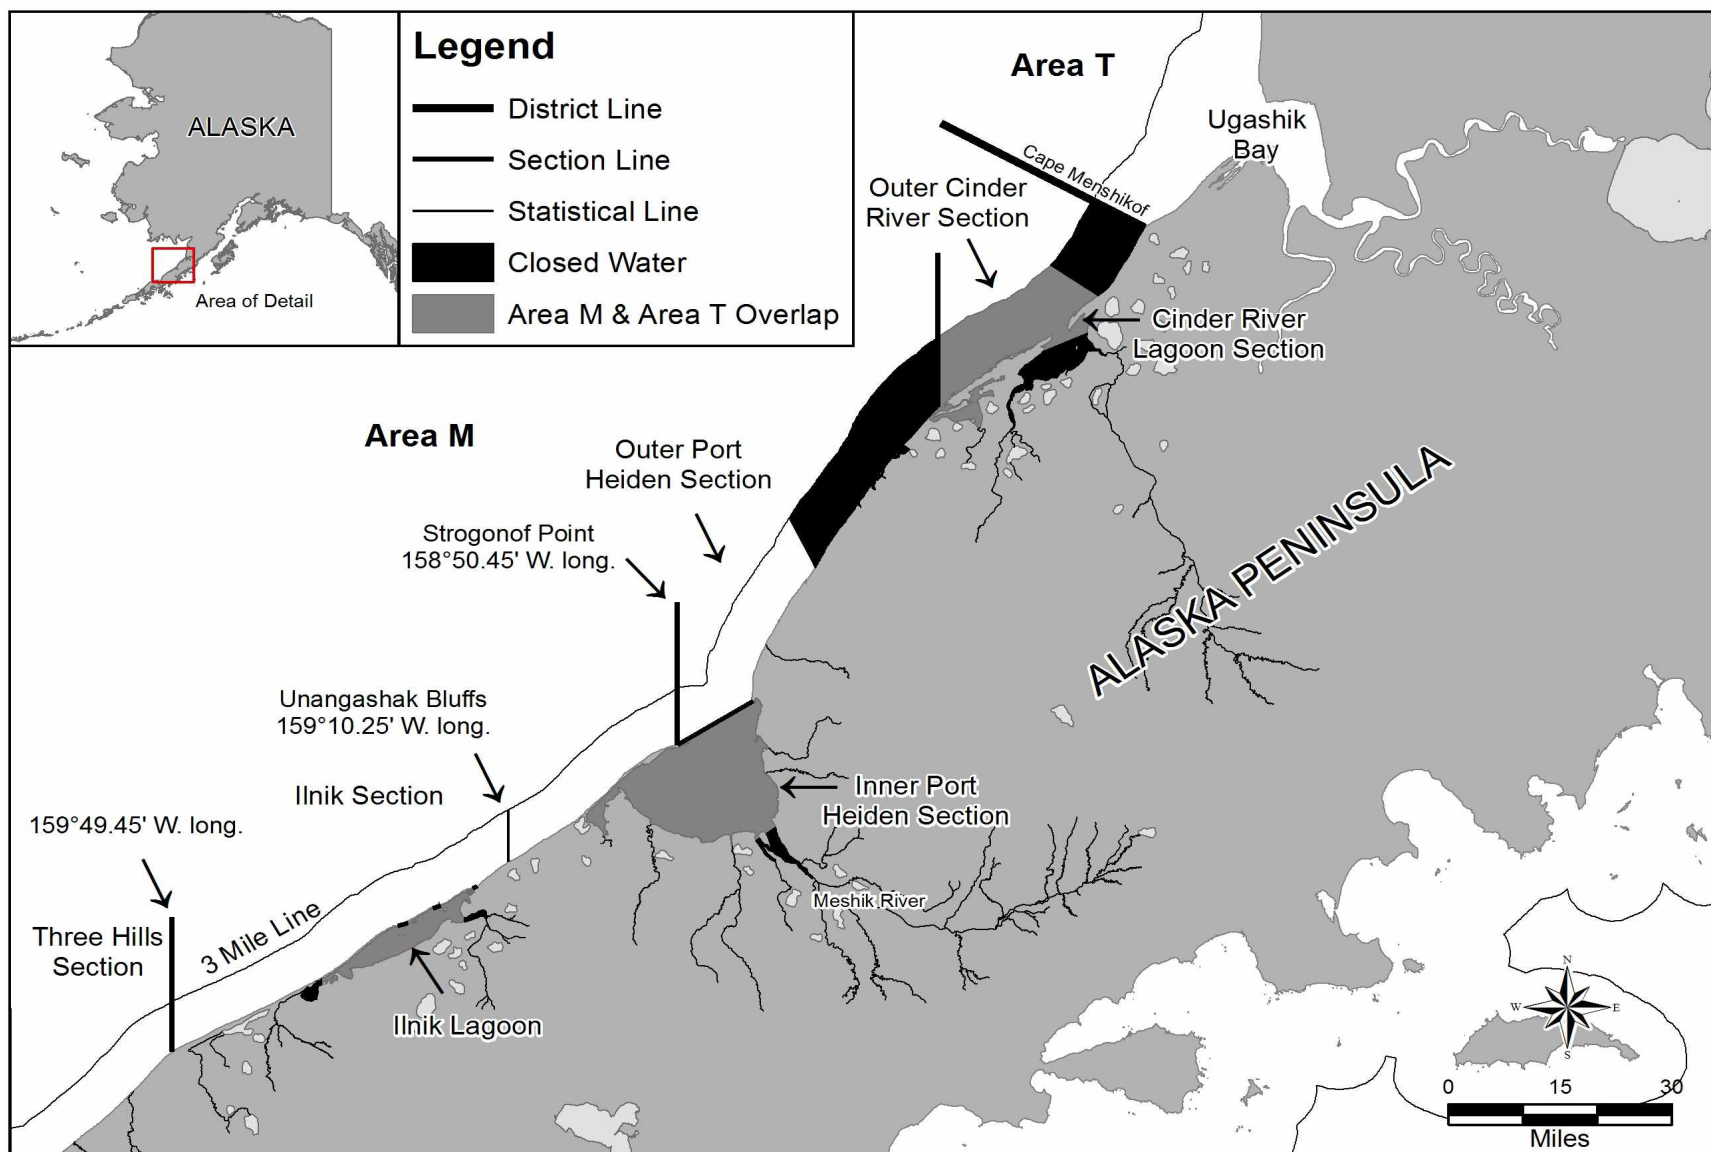 ALASKA
Area of Detail
Legend
District Line
Section Line
Statistical Line
Closed Water
Area M & Area T Overlap
Area T
Ugashik
Bay
Cape Menshikof
Outer Cinder
River Section
Cinder River
Lagoon Section
Area M
Outer Port
Heiden Section
Strogonof Point
158°50.45' W. long.
ALASKA PENINSULA
Unangashak Bluffs
159°10.25' W. long.
Ilnik Section
Inner Port
Heiden Section
159°49.45' W. long.
Meshik River
3 Mile Line
Three Hills
Section
Ilnik Lagoon
N
W
E
S
0 15 30
Miles